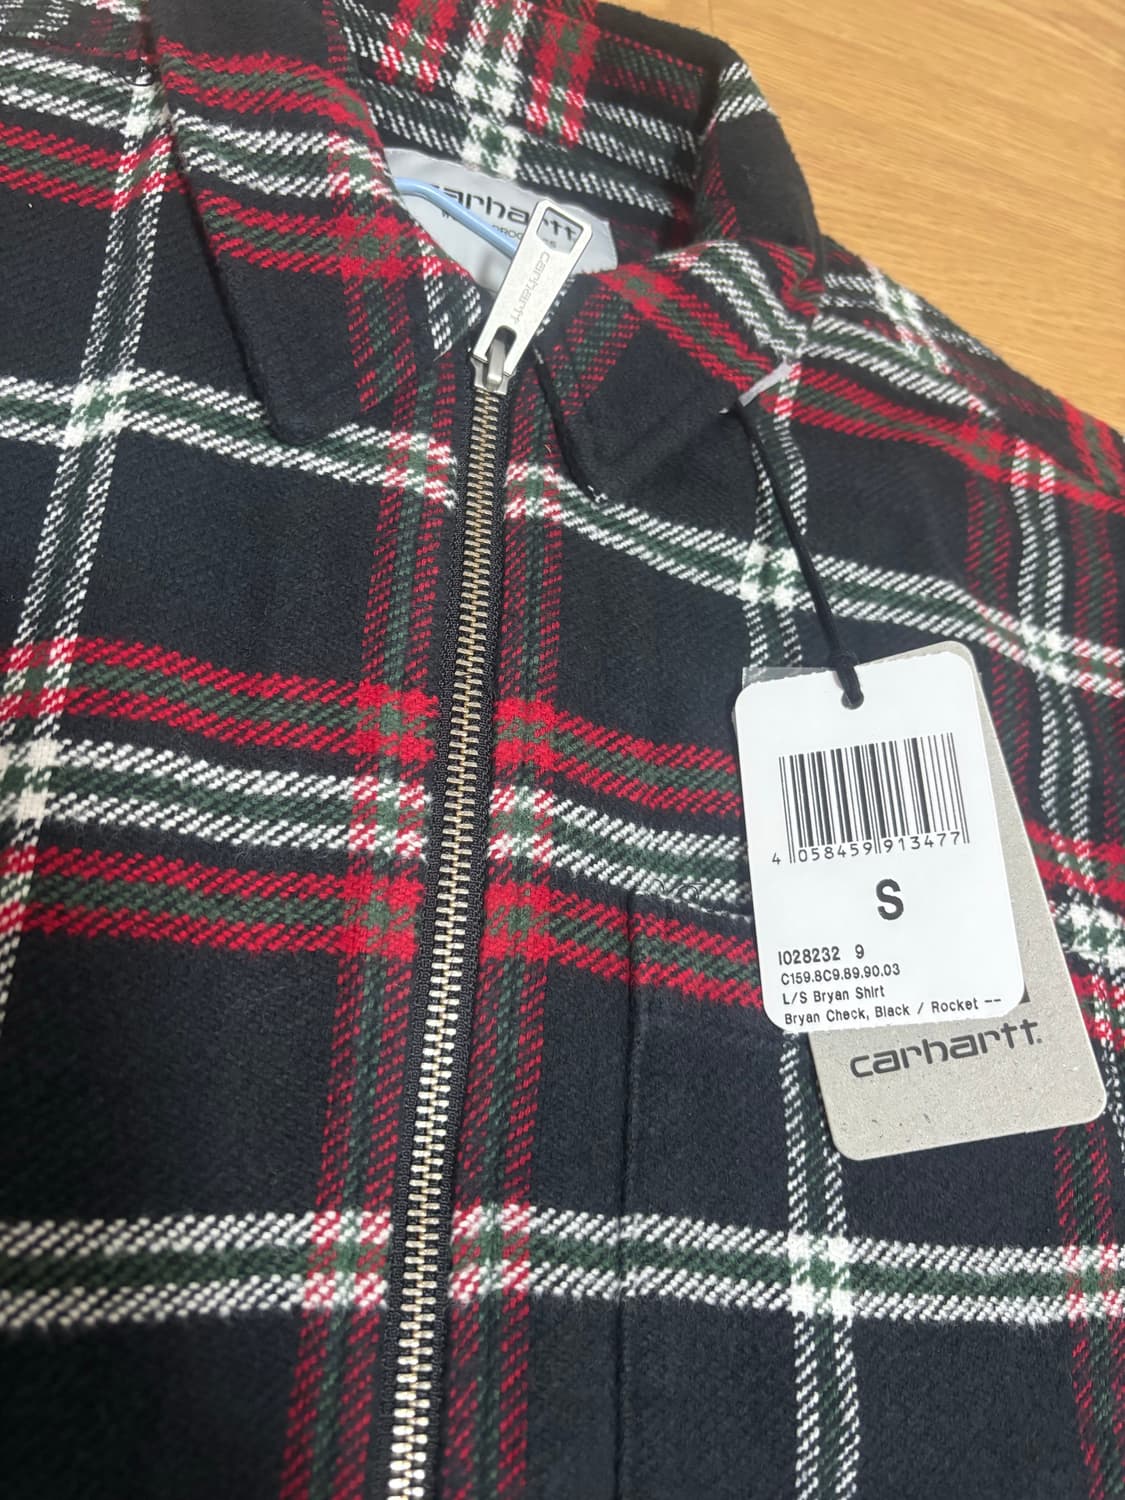 carhartt
carhartt
4 058459 913477
S
I028232 9
C159.8C9.89.90.03
L/S Bryan Shirt
Bryan Check, Black / Rocket --
carhartt.